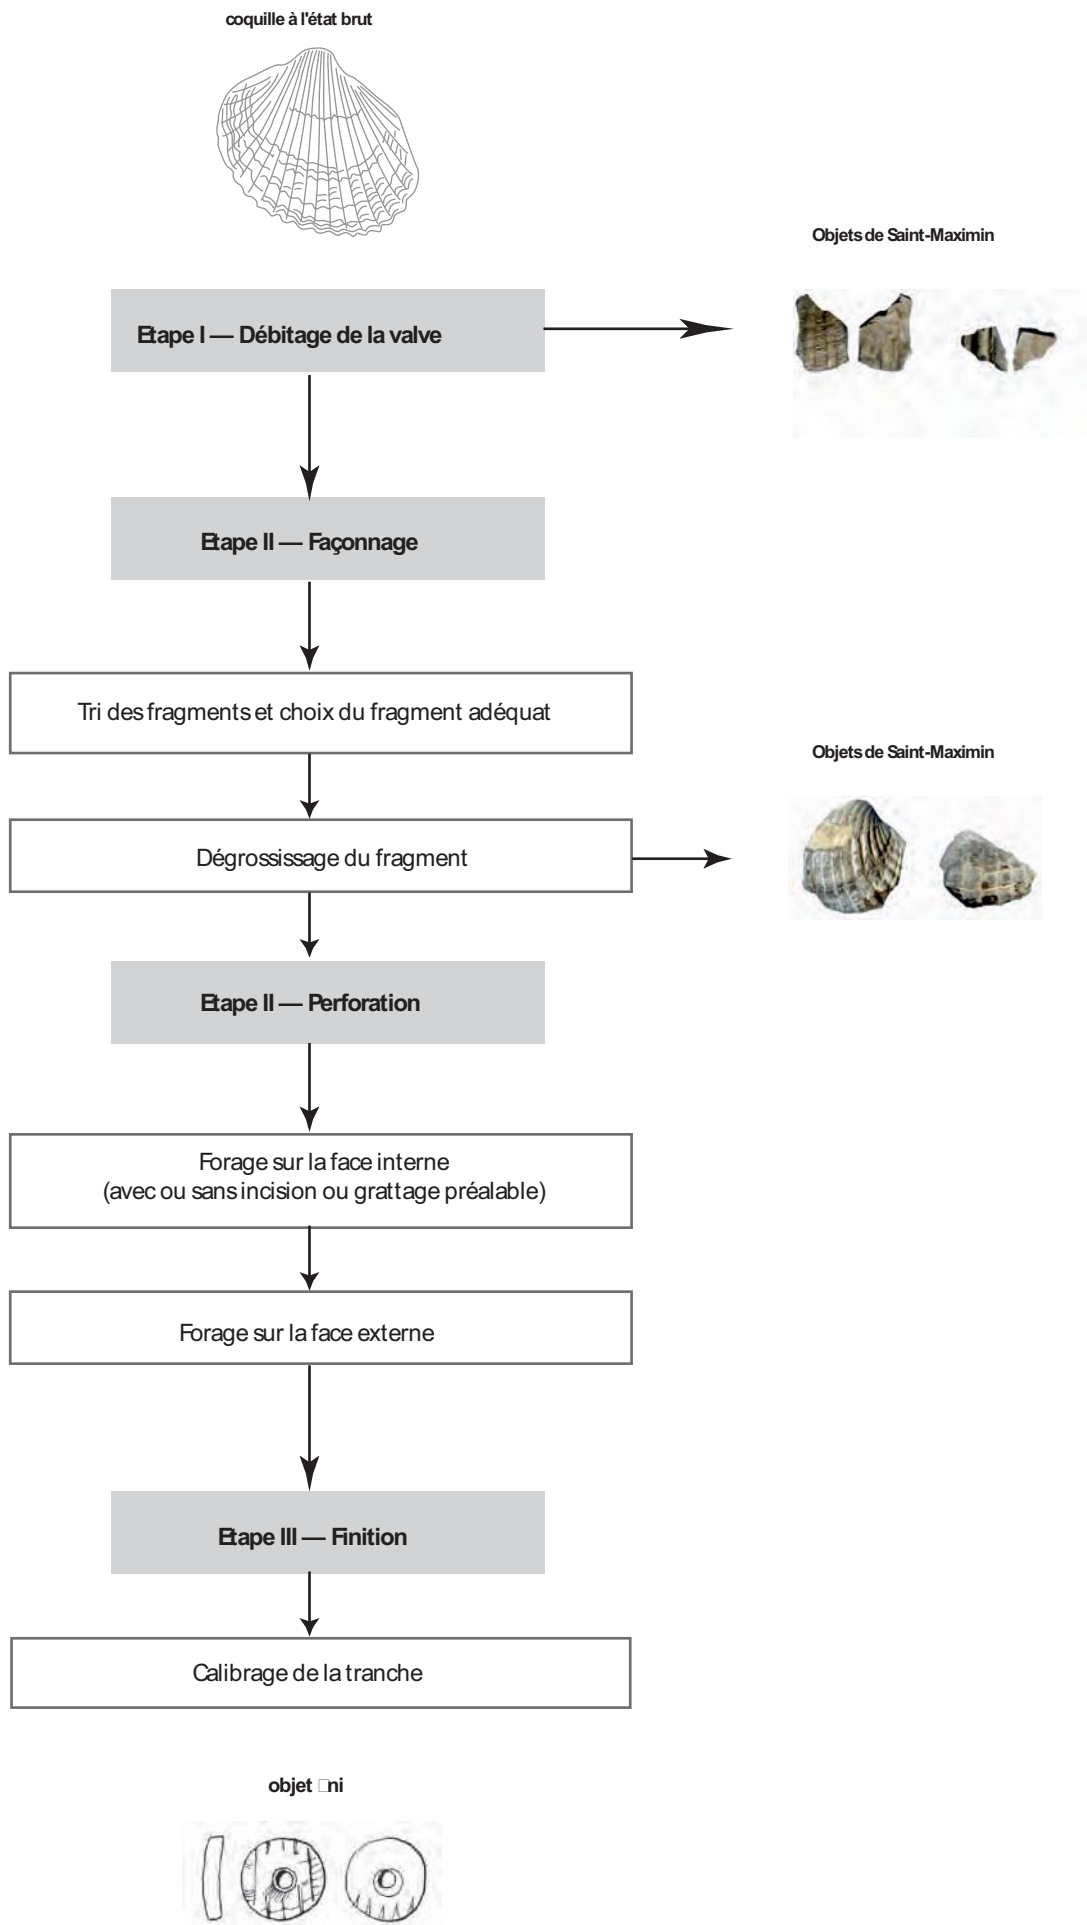 coquille à l'état brut
Objets de Saint-Maximin
Etape I — Débitage de la valve
Etape II — Façonnage
Tri des fragments et choix du fragment adéquat
Objets de Saint-Maximin
Dégrossissage du fragment
Etape II — Perforation
Forage sur la face interne
(avec ou sans incision ou grattage préalable)
Forage sur la face externe
Etape III — Finition
Calibrage de la tranche
objet □ni